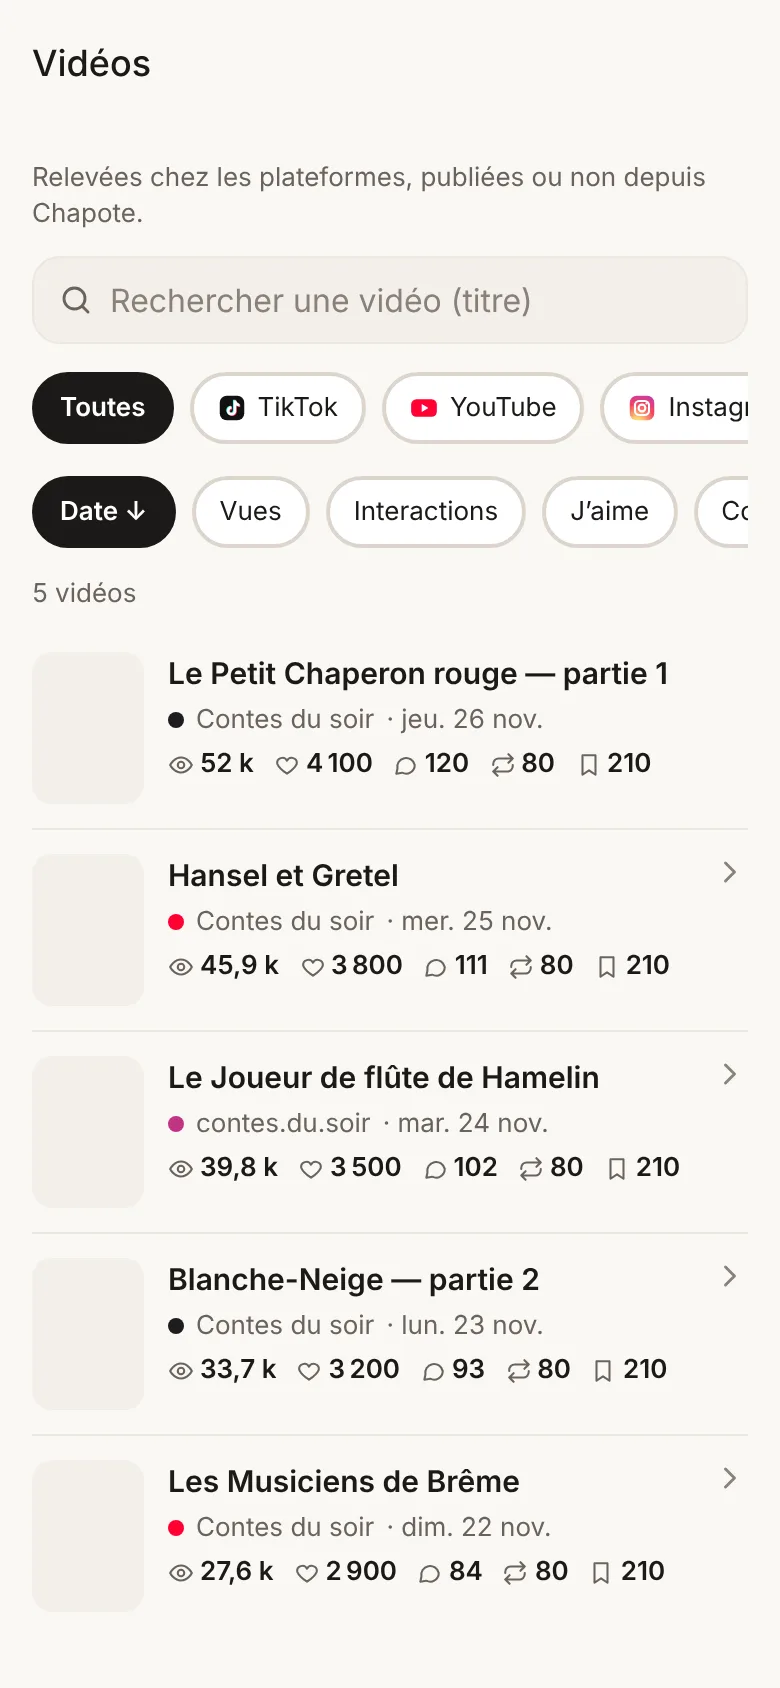 Vidéos
Relevées chez les plateformes, publiées ou non depuis
Chapote.
Rechercher une vidéo (titre)
Toutes TikTok YouTube Instagr
Date ↓ Vues Interactions J’aime Co
5 vidéos
Le Petit Chaperon rouge — partie 1
Contes du soir · jeu. 26 nov.
52 k 4 100 120 80 210
Hansel et Gretel
Contes du soir · mer. 25 nov.
45,9 k 3 800 111 80 210
Le Joueur de flûte de Hamelin
contes.du.soir · mar. 24 nov.
39,8 k 3 500 102 80 210
Blanche-Neige — partie 2
Contes du soir · lun. 23 nov.
33,7 k 3 200 93 80 210
Les Musiciens de Brême
Contes du soir · dim. 22 nov.
27,6 k 2 900 84 80 210